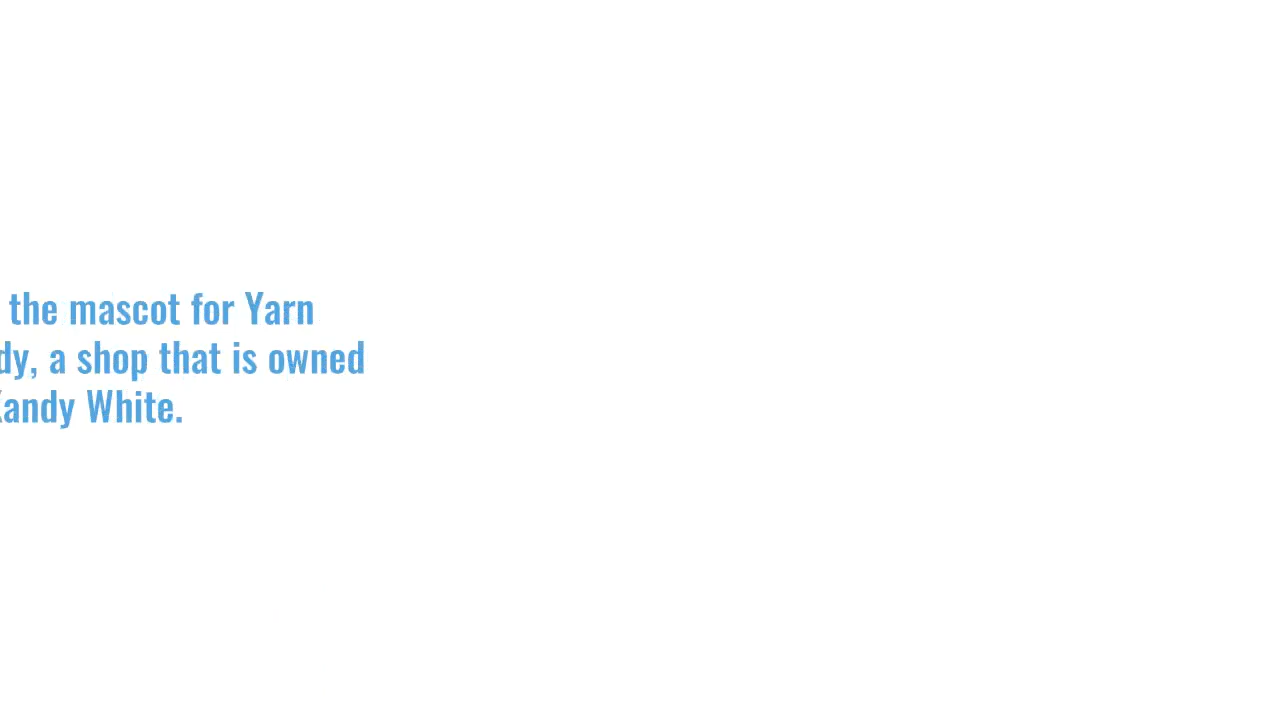 the mascot for Yarn
dy, a shop that is owned
andy White.